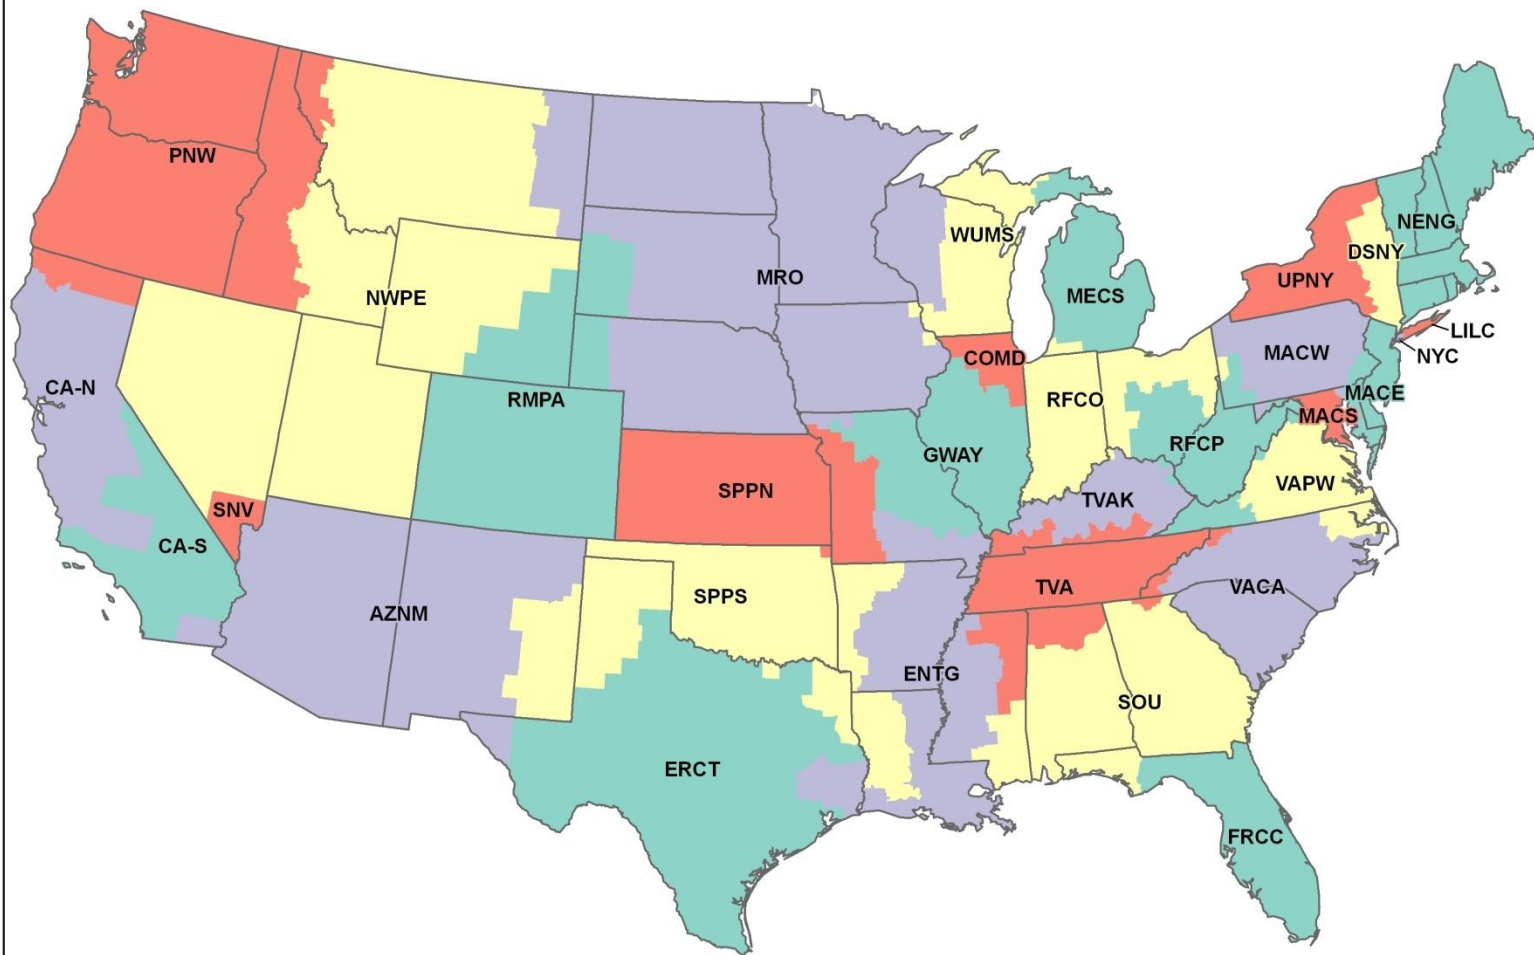 PNW
NENG
WUMS
DSNY
MRO
UPNY
MECS
NWPE
LILC
NYC
MACW
COMD
CA-N
MACE
RMPA
RFCO
MACS
RFCP
GWAY
VAPW
SPPN
TVAK
SNV
CA-S
TVA
VACA
SPPS
AZNM
ENTG
SOU
ERCT
FRCC